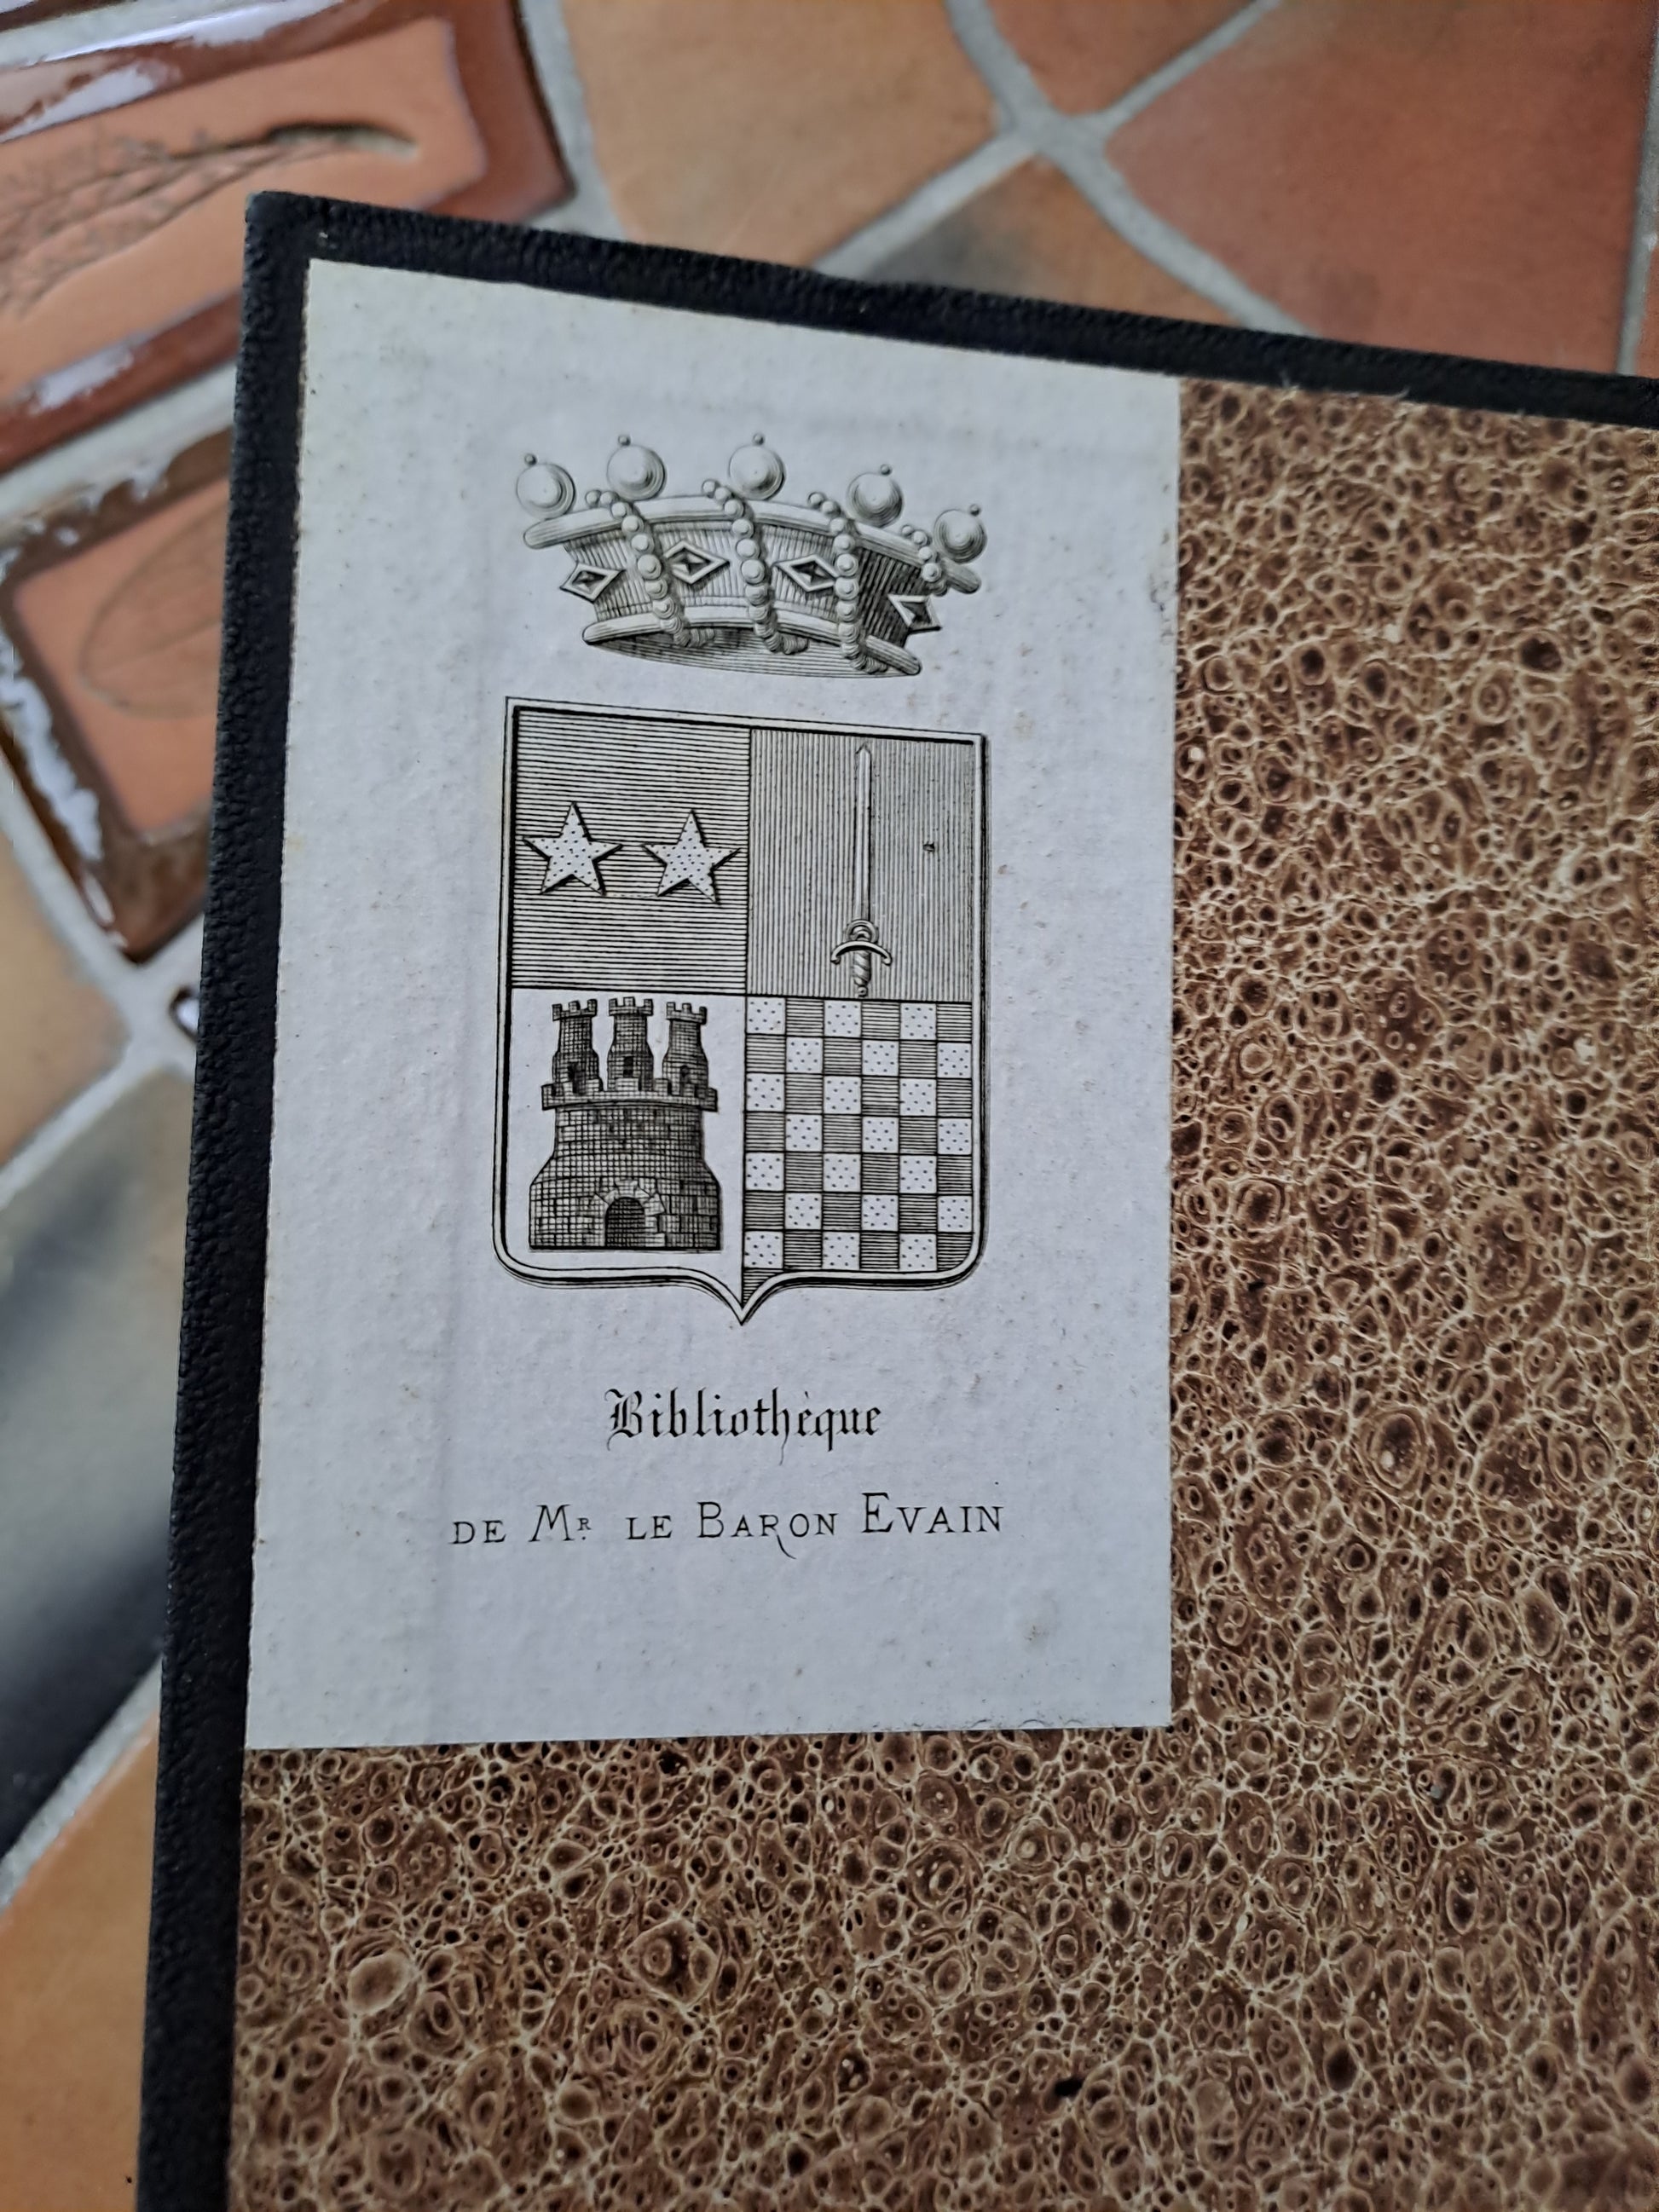 Bibliothèque
DE MR. LE BARON EVAIN